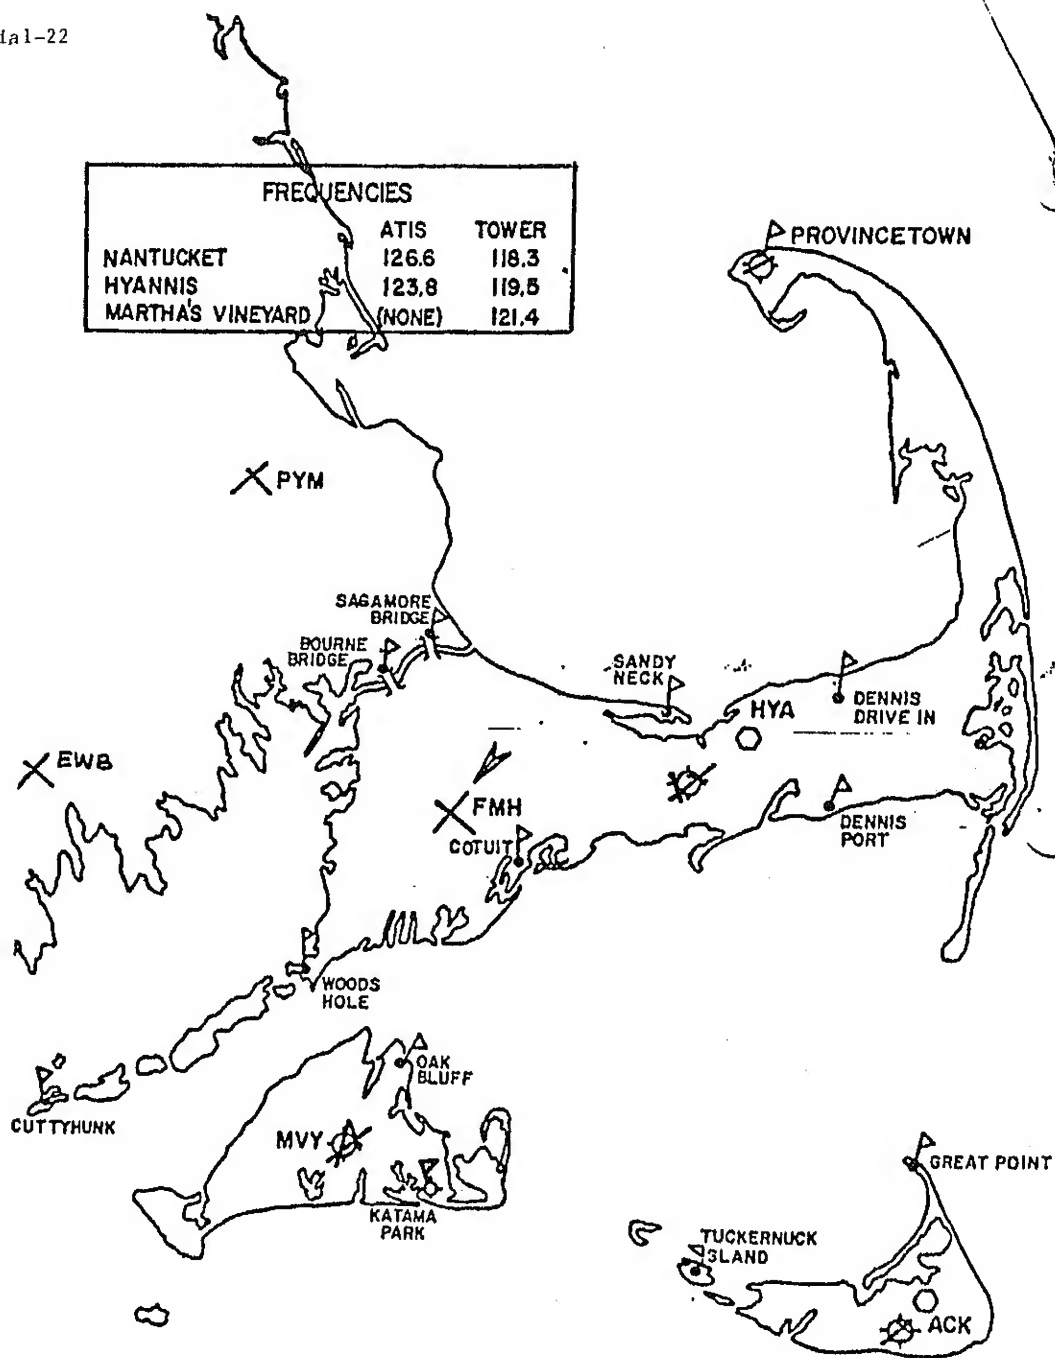 ial-22
FREQUENCIES
ATIS TOWER
NANTUCKET 126.6 118.3
HYANNIS 123.8 119.5
MARTHA'S VINEYARD (NONE) 121.4
PROVINCETOWN
PYM
SAGAMORE
BRIDGE
BOURNE
BRIDGE
SANDY
NECK
HYA
DENNIS
DRIVE IN
EWB
FMH
COTUIT
DENNIS
PORT
WOODS
HOLE
OAK
BLUFF
CUTTYHUNK
MVY
KATAMA
PARK
GREAT POINT
TUCKERNUCK
ISLAND
ACK